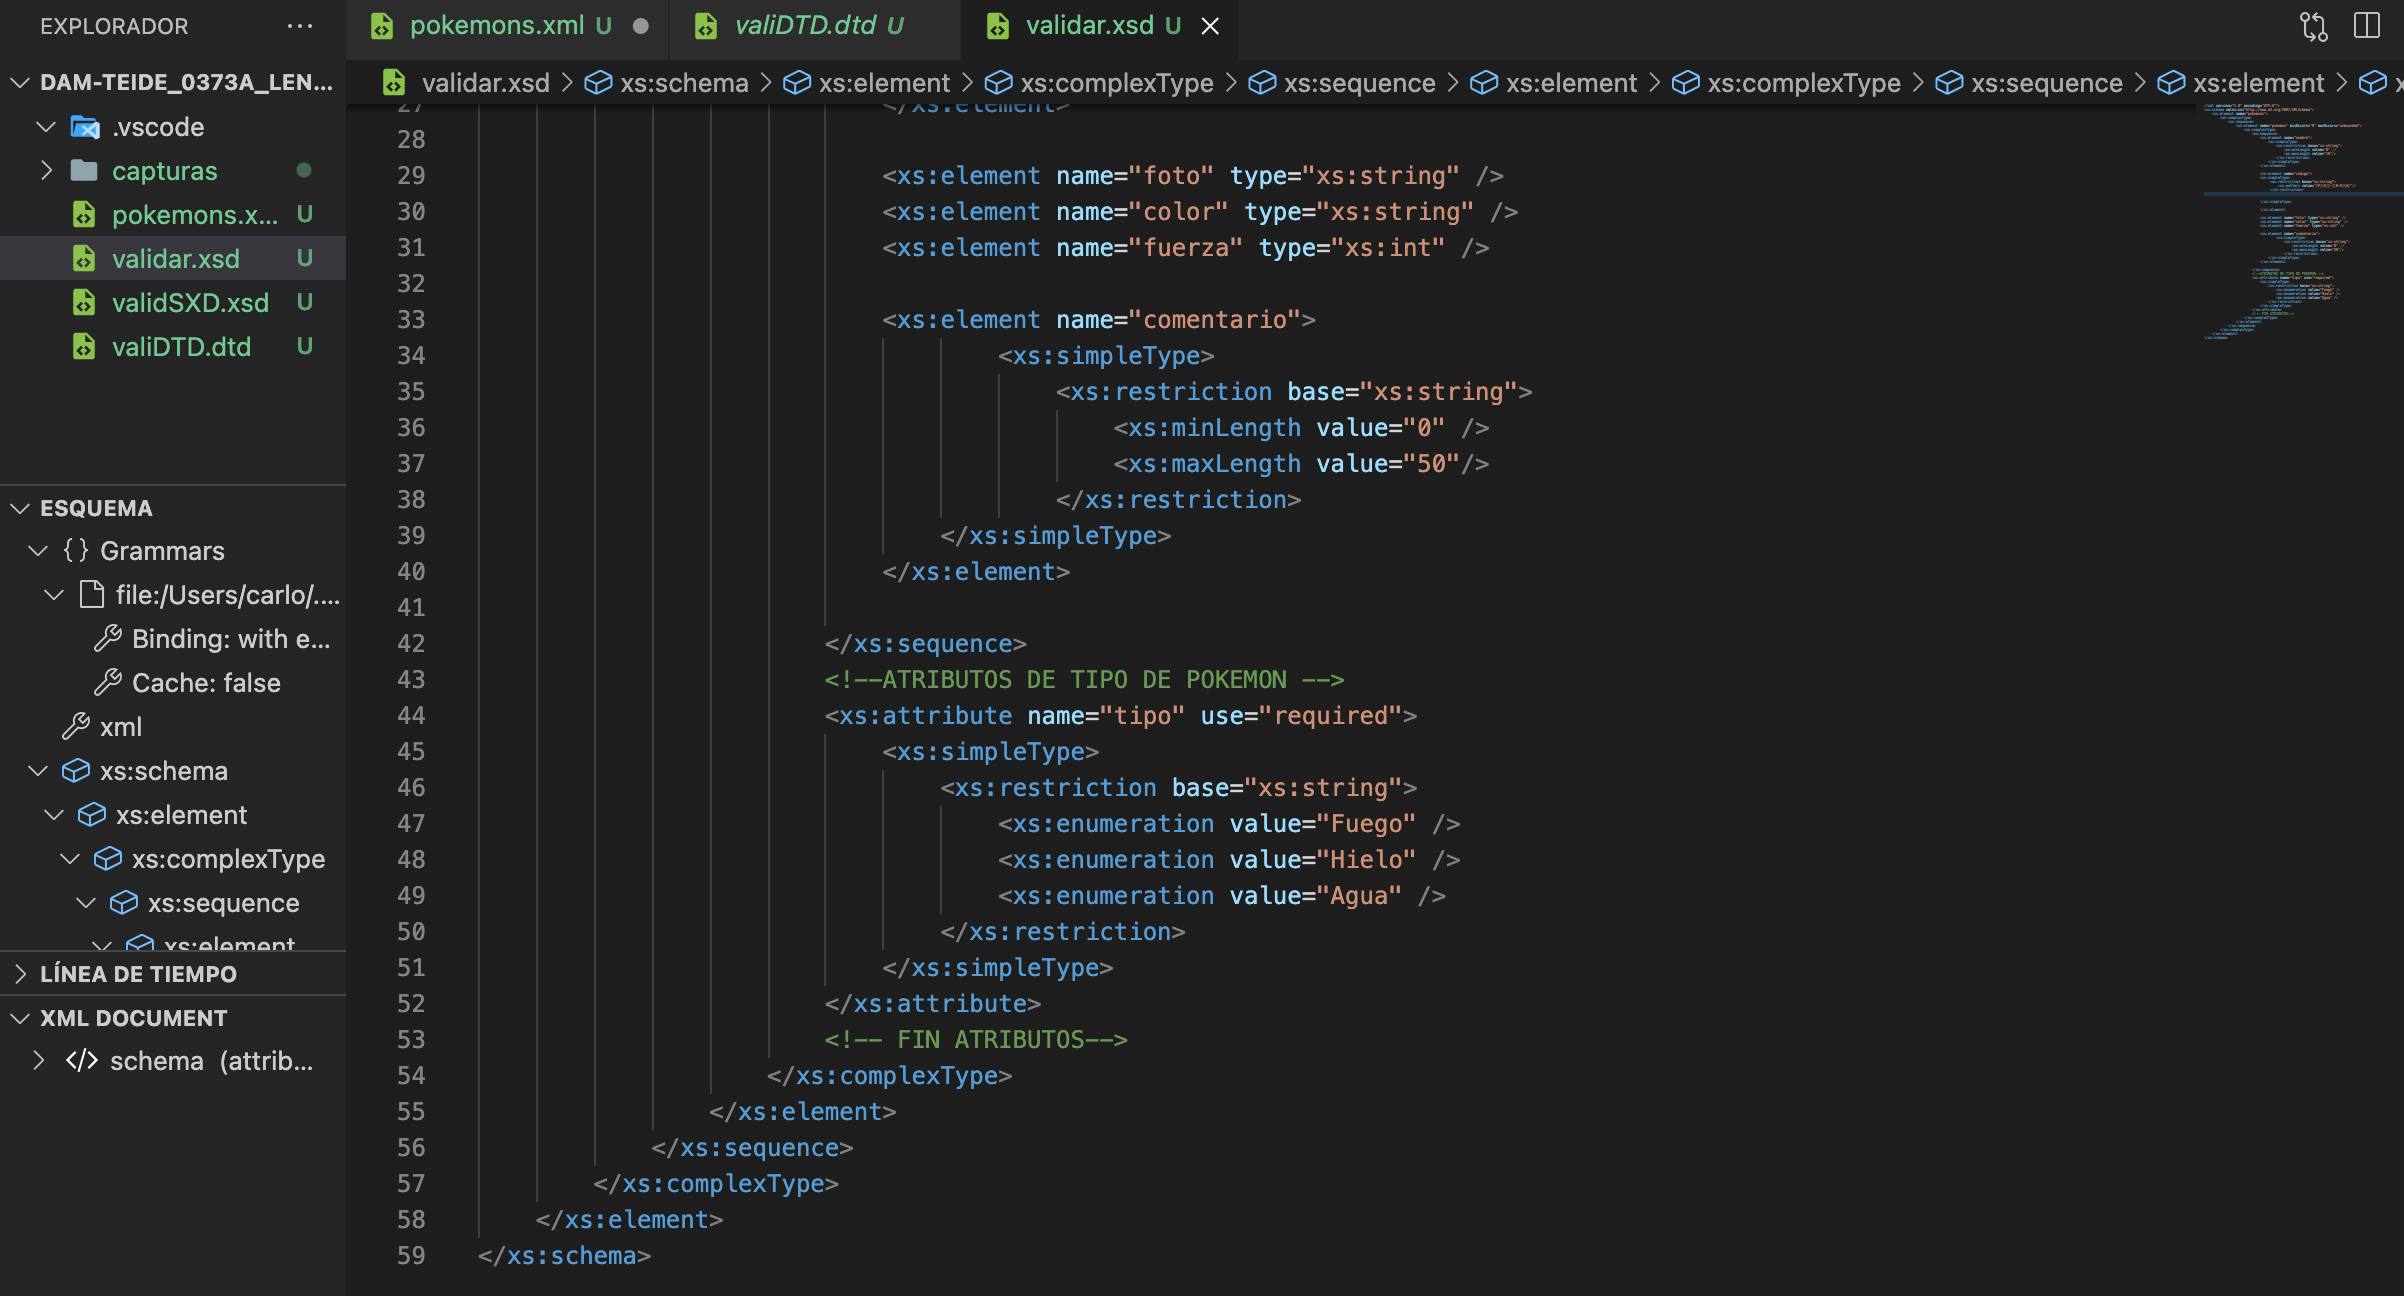 EXPLORADOR ···
DAM-TEIDE_0373A_LEN...
.vscode
capturas
pokemons.x... U
validar.xsd U
validSXD.xsd U
valiDTD.dtd U
ESQUEMA
{} Grammars
file:/Users/carlo/....
Binding: with e...
Cache: false
xml
xs:schema
xs:element
xs:complexType
xs:sequence
xs:element
LÍNEA DE TIEMPO
XML DOCUMENT
</> schema (attrib...
pokemons.xml U ● valiDTD.dtd U validar.xsd U ×
validar.xsd > xs:schema > xs:element > xs:complexType > xs:sequence > xs:element > xs:complexType > xs:sequence > xs:element > x
27 </xs:element>
28
29 <xs:element name="foto" type="xs:string" />
30 <xs:element name="color" type="xs:string" />
31 <xs:element name="fuerza" type="xs:int" />
32
33 <xs:element name="comentario">
34 <xs:simpleType>
35 <xs:restriction base="xs:string">
36 <xs:minLength value="0" />
37 <xs:maxLength value="50"/>
38 </xs:restriction>
39 </xs:simpleType>
40 </xs:element>
41
42 </xs:sequence>
43 <!--ATRIBUTOS DE TIPO DE POKEMON -->
44 <xs:attribute name="tipo" use="required">
45 <xs:simpleType>
46 <xs:restriction base="xs:string">
47 <xs:enumeration value="Fuego" />
48 <xs:enumeration value="Hielo" />
49 <xs:enumeration value="Agua" />
50 </xs:restriction>
51 </xs:simpleType>
52 </xs:attribute>
53 <!-- FIN ATRIBUTOS-->
54 </xs:complexType>
55 </xs:element>
56 </xs:sequence>
57 </xs:complexType>
58 </xs:element>
59 </xs:schema>